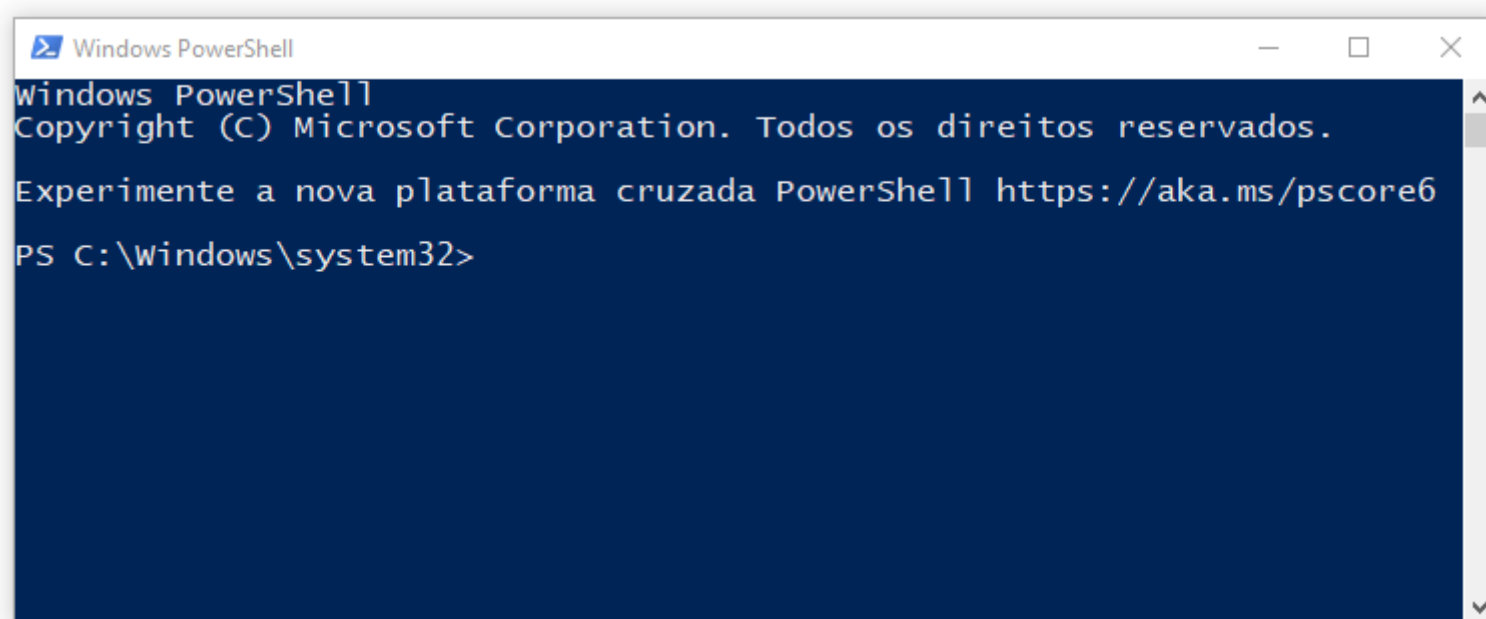 Windows PowerShell
Windows PowerShell
Copyright (C) Microsoft Corporation. Todos os direitos reservados.
Experimente a nova plataforma cruzada PowerShell https://aka.ms/pscore6
PS C:\Windows\system32>